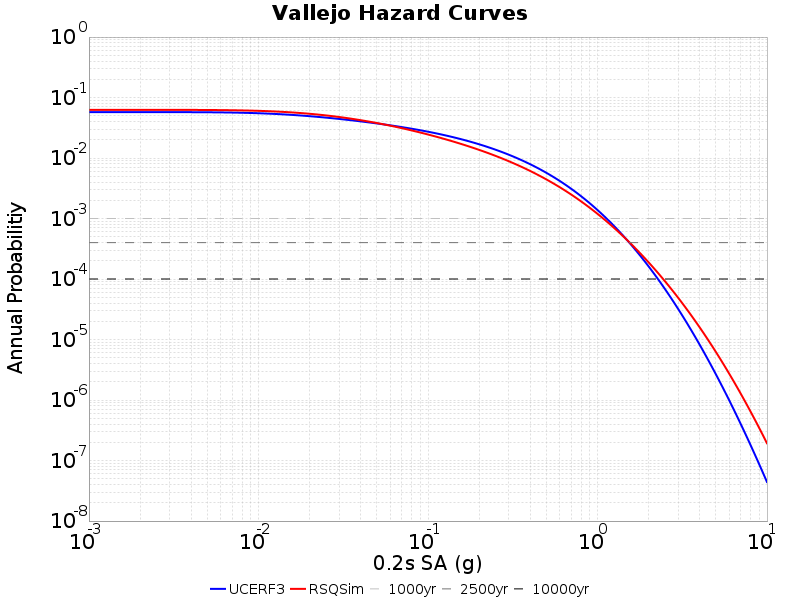 Vallejo Hazard Curves
10^0
10^-1
10^-2
10^-3
10^-4
10^-5
10^-6
10^-7
10^-8
Annual Probabilitiy
10^-3 10^-2 10^-1 10^0 10^1
0.2s SA (g)
UCERF3 RSQSim 1000yr 2500yr 10000yr